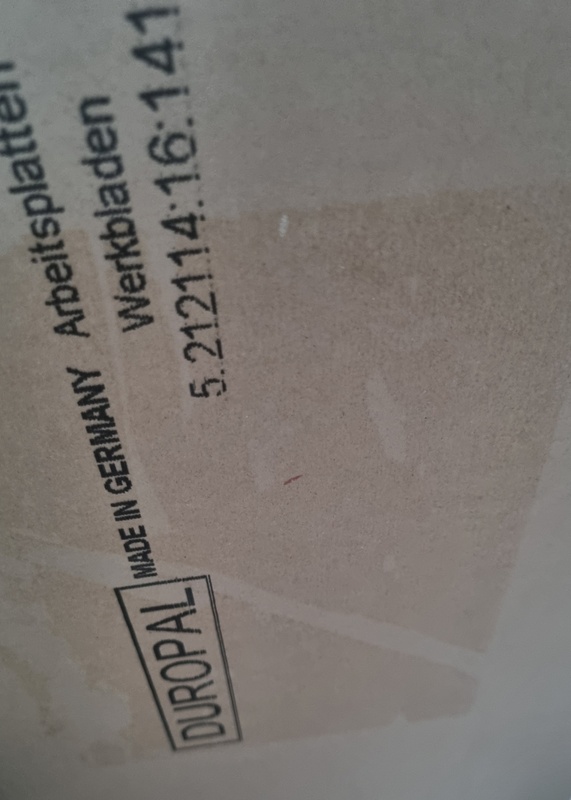 DUROPAL MADE IN GERMANY Arbeitsplatten
Werkbladen
5.212114:16:141